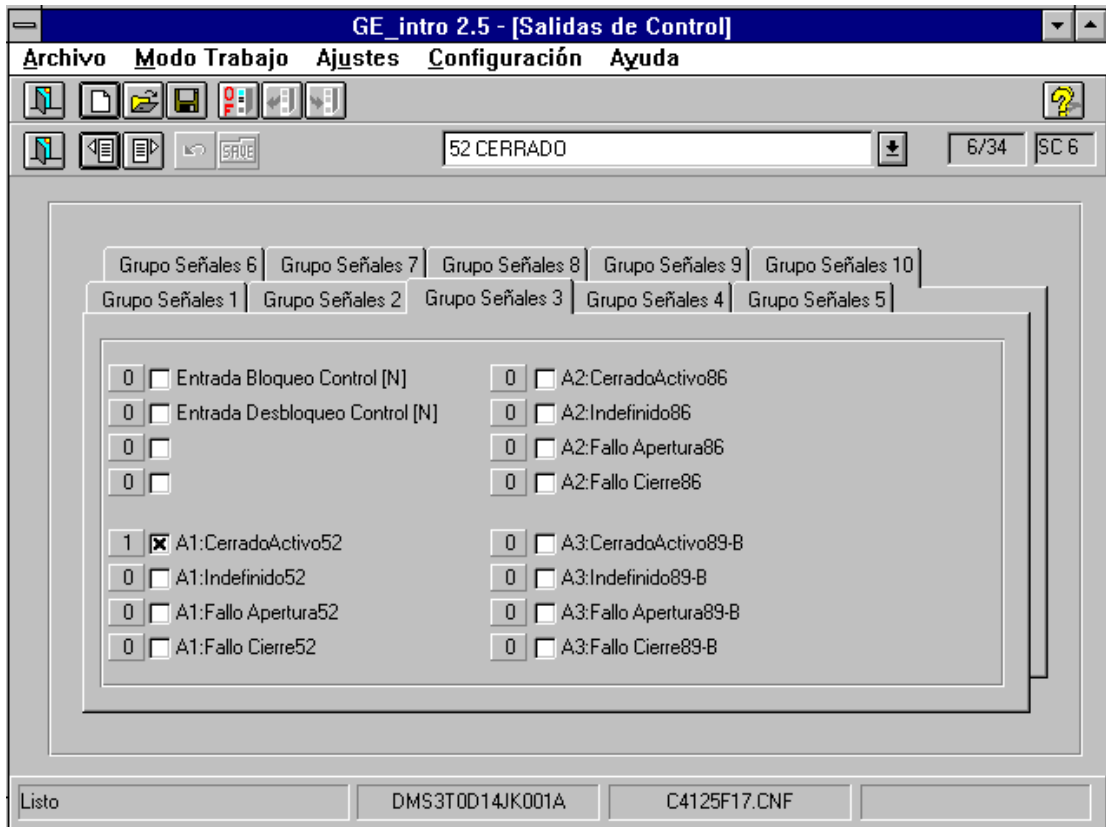 GE_intro 2.5 - [Salidas de Control]
Archivo Modo Trabajo Ajustes Configuración Ayuda
O
F
SAVE 52 CERRADO 6/34 SC 6
Grupo Señales 6 Grupo Señales 7 Grupo Señales 8 Grupo Señales 9 Grupo Señales 10
Grupo Señales 1 Grupo Señales 2 Grupo Señales 3 Grupo Señales 4 Grupo Señales 5
0 Entrada Bloqueo Control [N] 0 A2:CerradoActivo86
0 Entrada Desbloqueo Control [N] 0 A2:Indefinido86
0 0 A2:Fallo Apertura86
0 0 A2:Fallo Cierre86
1 A1:CerradoActivo52 0 A3:CerradoActivo89-B
0 A1:Indefinido52 0 A3:Indefinido89-B
0 A1:Fallo Apertura52 0 A3:Fallo Apertura89-B
0 A1:Fallo Cierre52 0 A3:Fallo Cierre89-B
Listo DMS3T0D14JK001A C4125F17.CNF